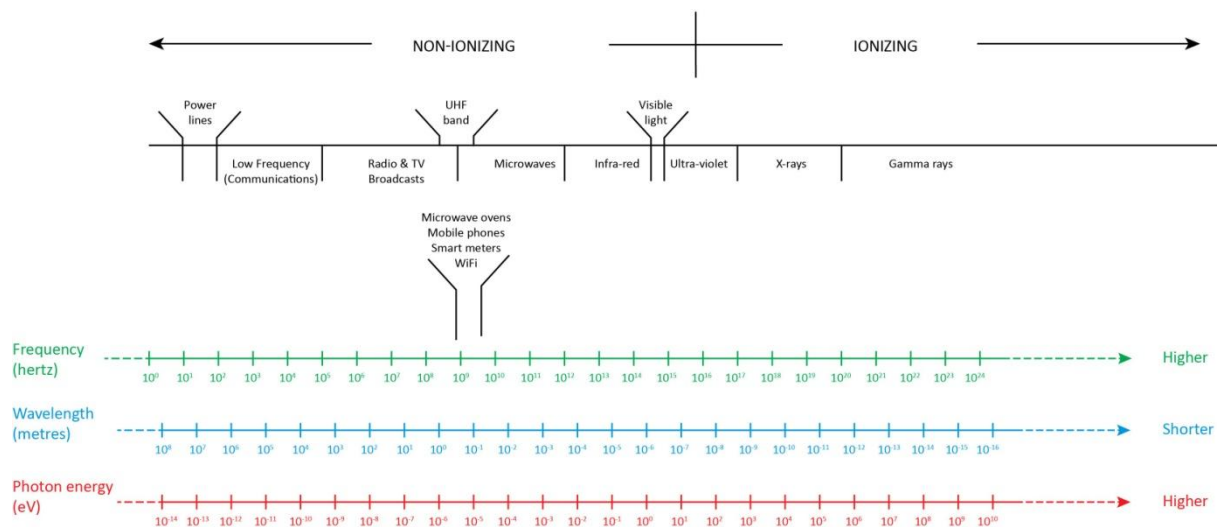 NON-IONIZING IONIZING
Power
lines
UHF
band
Visible
light
Low Frequency
(Communications)
Radio & TV
Broadcasts
Microwaves
Infra-red
Ultra-violet
X-rays
Gamma rays
Microwave ovens
Mobile phones
Smart meters
WiFi
Frequency
(hertz)
10⁰ 10¹ 10² 10³ 10⁴ 10⁵ 10⁶ 10⁷ 10⁸ 10⁹ 10¹⁰ 10¹¹ 10¹² 10¹³ 10¹⁴ 10¹⁵ 10¹⁶ 10¹⁷ 10¹⁸ 10¹⁹ 10²⁰ 10²¹ 10²² 10²³ 10²⁴
Higher
Wavelength
(metres)
10⁸ 10⁷ 10⁶ 10⁵ 10⁴ 10³ 10² 10¹ 10⁰ 10⁻¹ 10⁻² 10⁻³ 10⁻⁴ 10⁻⁵ 10⁻⁶ 10⁻⁷ 10⁻⁸ 10⁻⁹ 10⁻¹⁰ 10⁻¹¹ 10⁻¹² 10⁻¹³ 10⁻¹⁴ 10⁻¹⁵ 10⁻¹⁶
Shorter
Photon energy
(eV)
10⁻¹⁴ 10⁻¹³ 10⁻¹² 10⁻¹¹ 10⁻¹⁰ 10⁻⁹ 10⁻⁸ 10⁻⁷ 10⁻⁶ 10⁻⁵ 10⁻⁴ 10⁻³ 10⁻² 10⁻¹ 10⁰ 10¹ 10² 10³ 10⁴ 10⁵ 10⁶ 10⁷ 10⁸ 10⁹ 10¹⁰
Higher